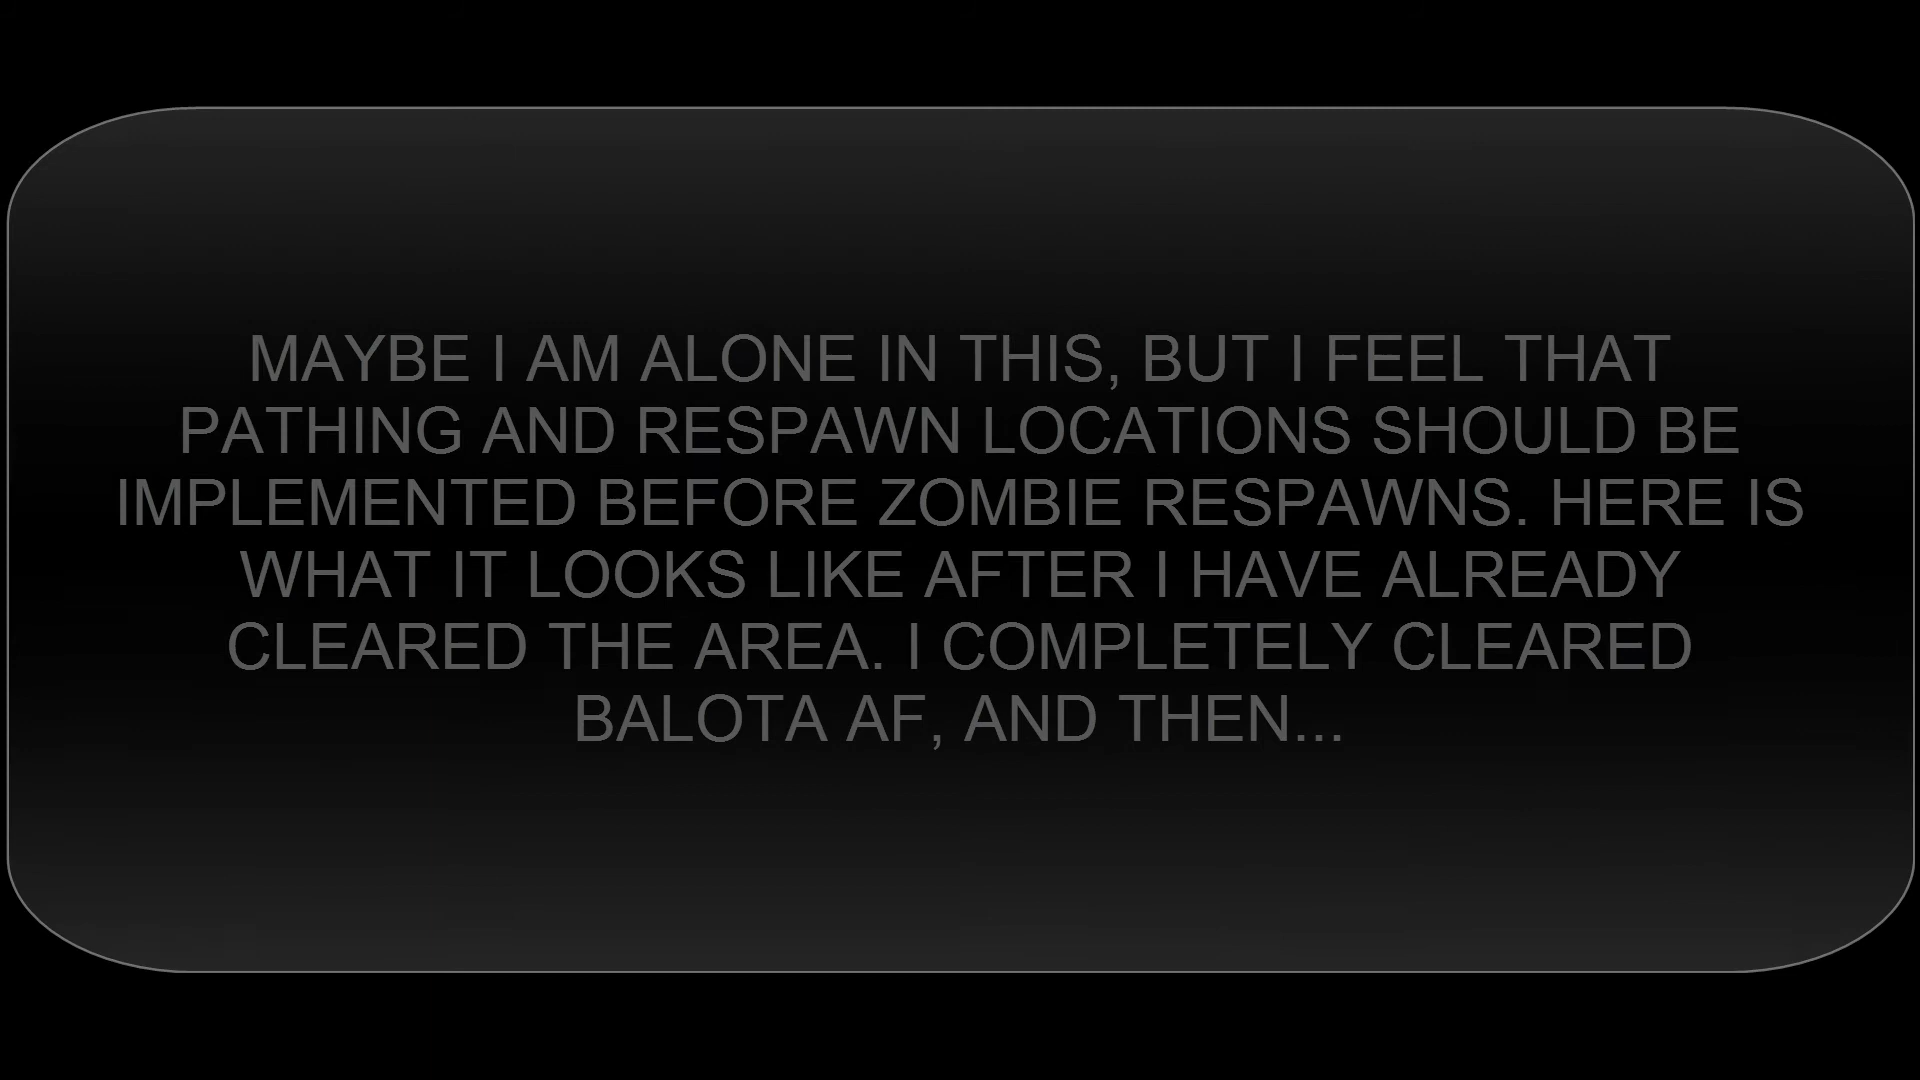 MAYBE I AM ALONE IN THIS, BUT I FEEL THAT
PATHING AND RESPAWN LOCATIONS SHOULD BE
IMPLEMENTED BEFORE ZOMBIE RESPAWNS. HERE IS
WHAT IT LOOKS LIKE AFTER I HAVE ALREADY
CLEARED THE AREA. I COMPLETELY CLEARED
BALOTA AF, AND THEN...